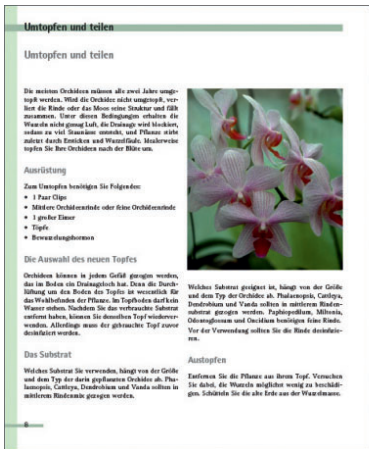 Umtopfen und teilen
Umtopfen und teilen
Die meisten Orchideen müssen alle zwei Jahre umge-
topft werden. Wird die Orchidee nicht umgetopft, ver-
liert die Rinde oder das Moos seine Struktur und fällt
zusammen. Unter diesen Bedingungen erhalten die
Wurzeln nicht genug Luft, die Drainage wird blockiert,
sodass zu viel Staunässe entsteht, und Pflanze stirbt
zuletzt durch Ersticken und Wurzelfäule. Idealerweise
topfen Sie Ihre Orchideen nach der Blüte um.
Ausrüstung
Zum Umtopfen benötigen Sie Folgendes:
• 1 Paar Clips
• Mittlere Orchideenrinde oder feine Orchideenrinde
• 1 großer Eimer
• Töpfe
• Bewurzelungshormon
Die Auswahl des neuen Topfes
Orchideen können in jedem Gefäß gezogen werden,
das im Boden ein Drainageloch hat. Denn die Durch-
lüftung am Boden des Topfes ist wesentlich für
das Wohlbefinden der Pflanze. Im Topfboden darf kein
Wasser stehen. Nachdem Sie das verbrauchte Substrat
entfernt haben, können Sie denselben Topf wiederver-
wenden. Allerdings muss der gebrauchte Topf zuvor
desinfiziert werden.
Das Substrat
Welches Substrat Sie verwenden, hängt von der Größe
und dem Typ der darin gepflanzten Orchidee ab. Pha-
laenopsis, Cattleya, Dendrobium und Vanda sollten in
mittlerem Rindenmix gezogen werden.
Welches Substrat geeignet ist, hängt von der Größe
und dem Typ der Orchidee ab. Phalaenopsis, Cattleya,
Dendrobium und Vanda sollten in mittlerem Rinden-
substrat gezogen werden. Paphiopedilum, Miltonia,
Odontoglossum und Oncidium benötigen feine Rinde.
Vor der Verwendung sollten Sie die Rinde desinfizie-
ren.
Austopfen
Entfernen Sie die Pflanze aus ihrem Topf. Versuchen
Sie dabei, die Wurzeln möglichst wenig zu beschädi-
gen. Schütteln Sie die alte Erde aus der Wurzelmasse.